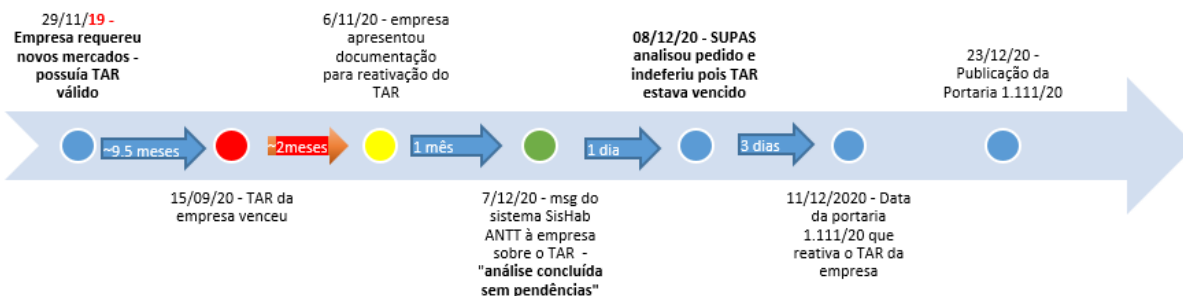 29/11/19 -
Empresa requereu
novos mercados -
possuía TAR
válido
6/11/20 - empresa
apresentou
documentação
para reativação do
TAR
08/12/20 - SUPAS
analisou pedido e
indeferiu pois TAR
estava vencido
23/12/20 -
Publicação da
Portaria 1.111/20
~9.5 meses
~2meses
1 mês
1 dia
3 dias
15/09/20 - TAR da
empresa venceu
7/12/20 - msg do
sistema SisHab
ANTT à empresa
sobre o TAR -
"análise concluída
sem pendências"
11/12/2020 - Data
da portaria
1.111/20 que
reativa o TAR da
empresa